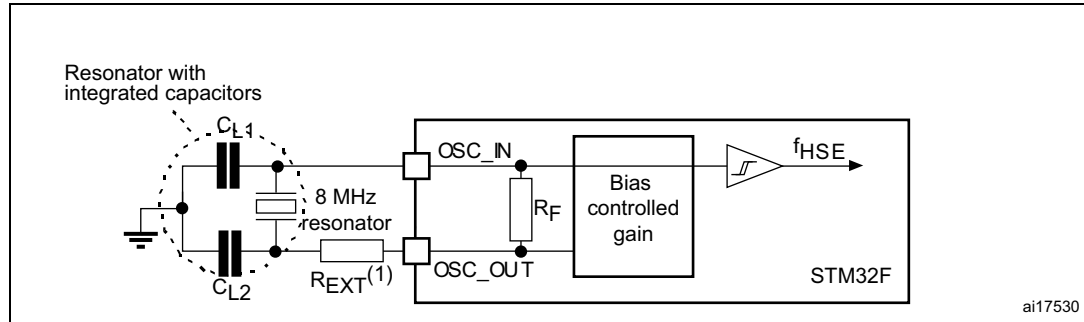 Resonator with
integrated capacitors
CL1
OSC_IN
fHSE
8 MHz
resonator
RF
Bias
controlled
gain
REXT(1)
OSC_OUT
STM32F
CL2
ai17530